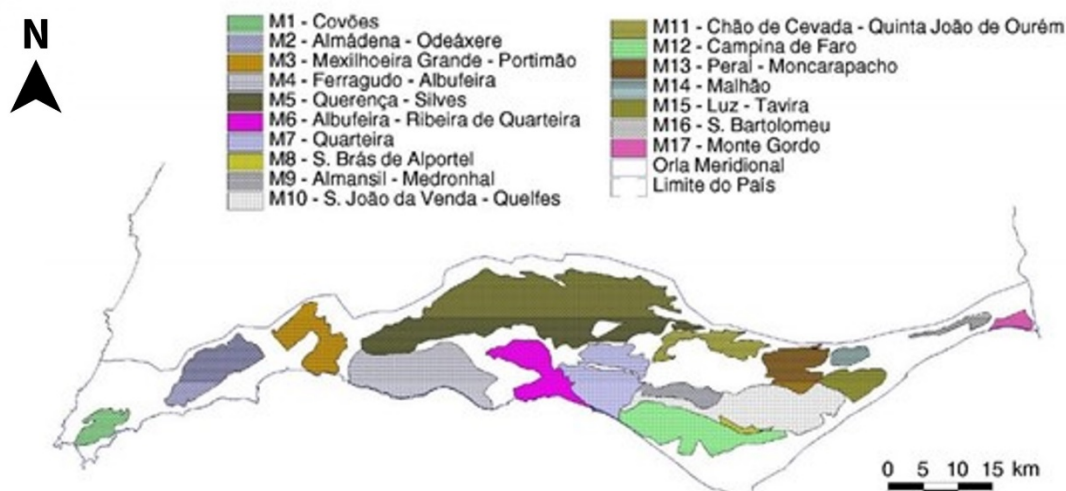 N
M1 - Covões
M2 - Almádena - Odeáxere
M3 - Mexilhoeira Grande - Portimão
M4 - Ferragudo - Albufeira
M5 - Querença - Silves
M6 - Albufeira - Ribeira de Quarteira
M7 - Quarteira
M8 - S. Brás de Alportel
M9 - Almansil - Medronhal
M10 - S. João da Venda - Quelfes
M11 - Chão de Cevada - Quinta João de Ourém
M12 - Campina de Faro
M13 - Peral - Moncarapacho
M14 - Malhão
M15 - Luz - Tavira
M16 - S. Bartolomeu
M17 - Monte Gordo
Orla Meridional
Limite do País
0 5 10 15 km